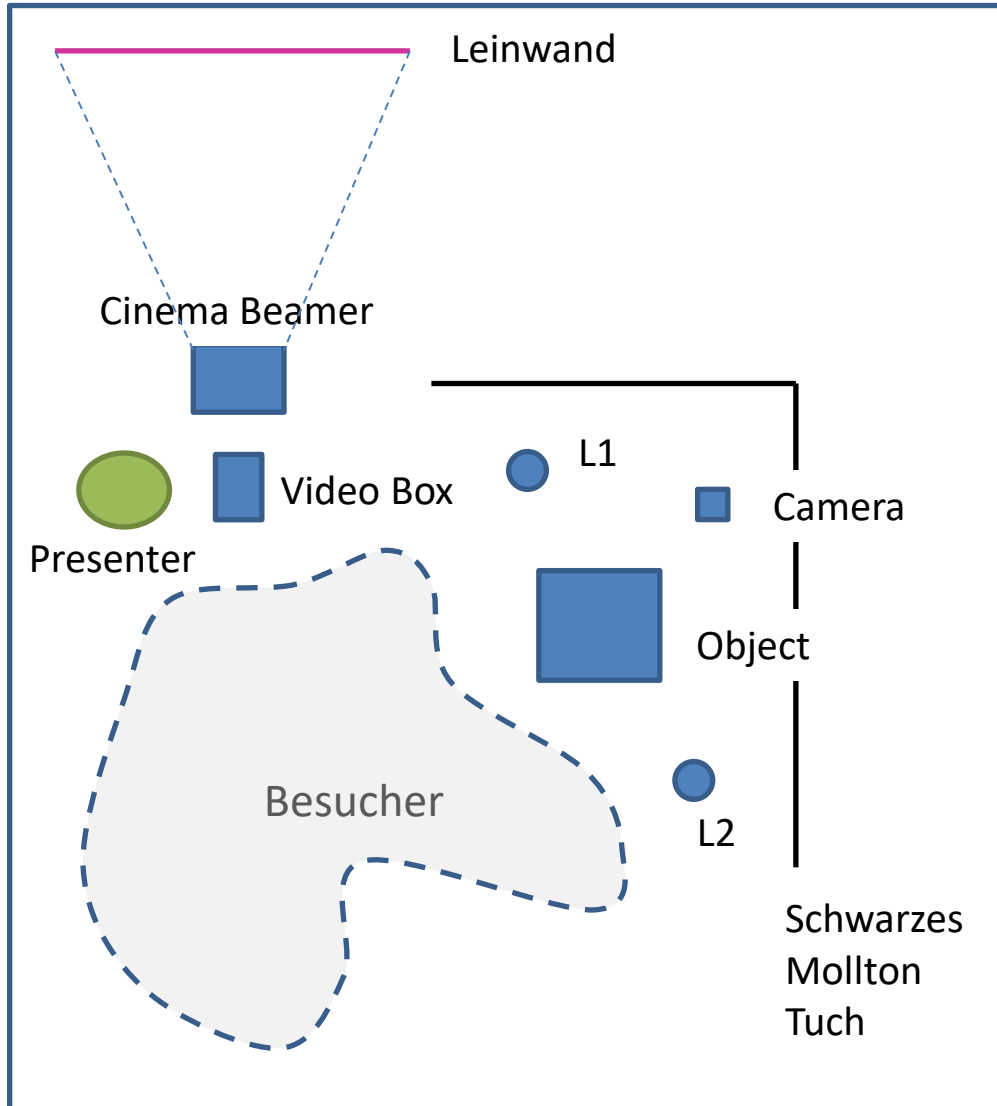 Leinwand
Cinema Beamer
L1
Video Box
Camera
Presenter
Object
Besucher
L2
Schwarzes
Mollton
Tuch